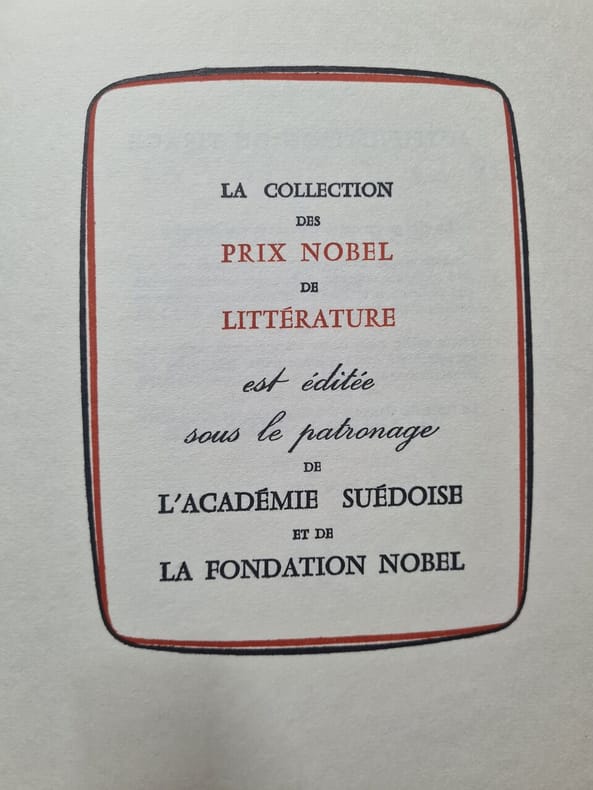 LA COLLECTION
DES
PRIX NOBEL
DE
LITTÉRATURE
est éditée
sous le patronage
DE
L'ACADÉMIE SUÉDOISE
ET DE
LA FONDATION NOBEL